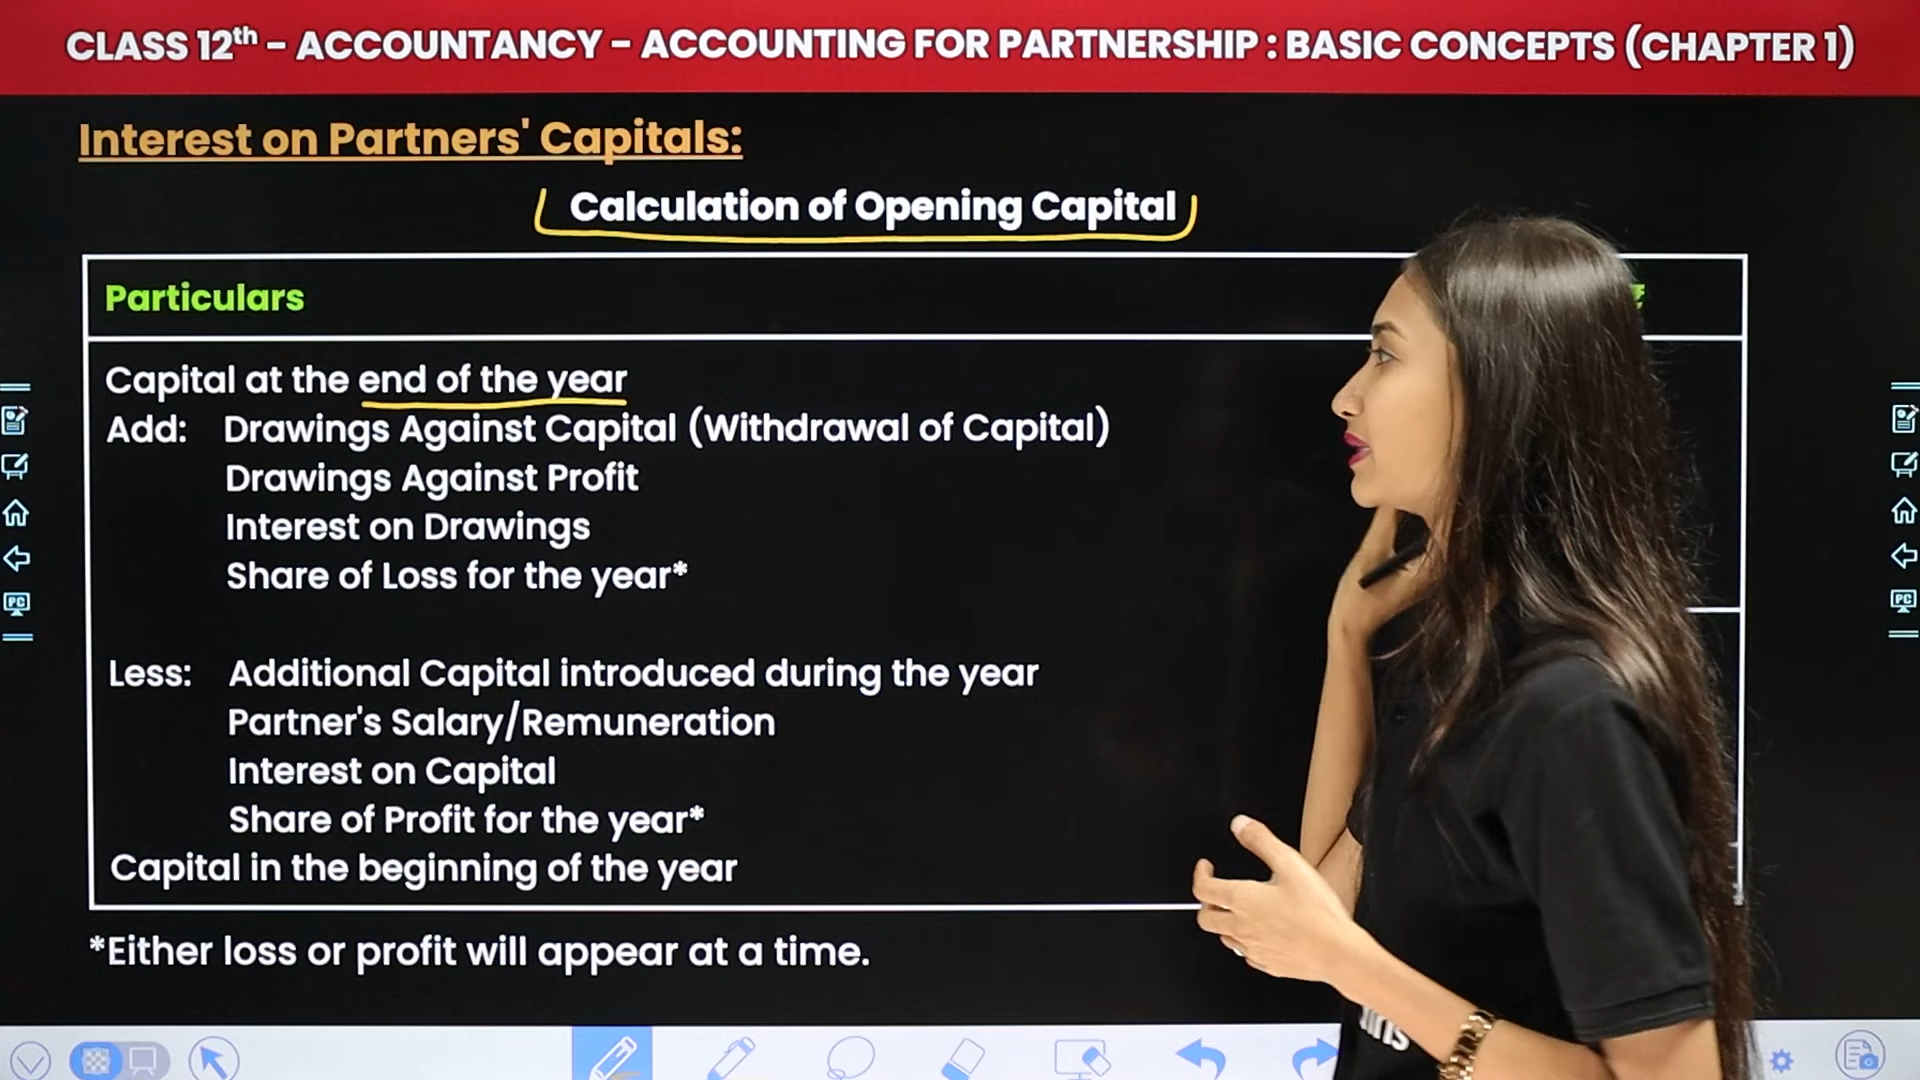 CLASS 12th - ACCOUNTANCY - ACCOUNTING FOR PARTNERSHIP : BASIC CONCEPTS (CHAPTER 1)
Interest on Partners' Capitals:
Calculation of Opening Capital
Particulars ₹
Capital at the end of the year
Add: Drawings Against Capital (Withdrawal of Capital)
Drawings Against Profit
Interest on Drawings
Share of Loss for the year*
Less: Additional Capital introduced during the year
Partner's Salary/Remuneration
Interest on Capital
Share of Profit for the year*
Capital in the beginning of the year
*Either loss or profit will appear at a time.
PC
PC